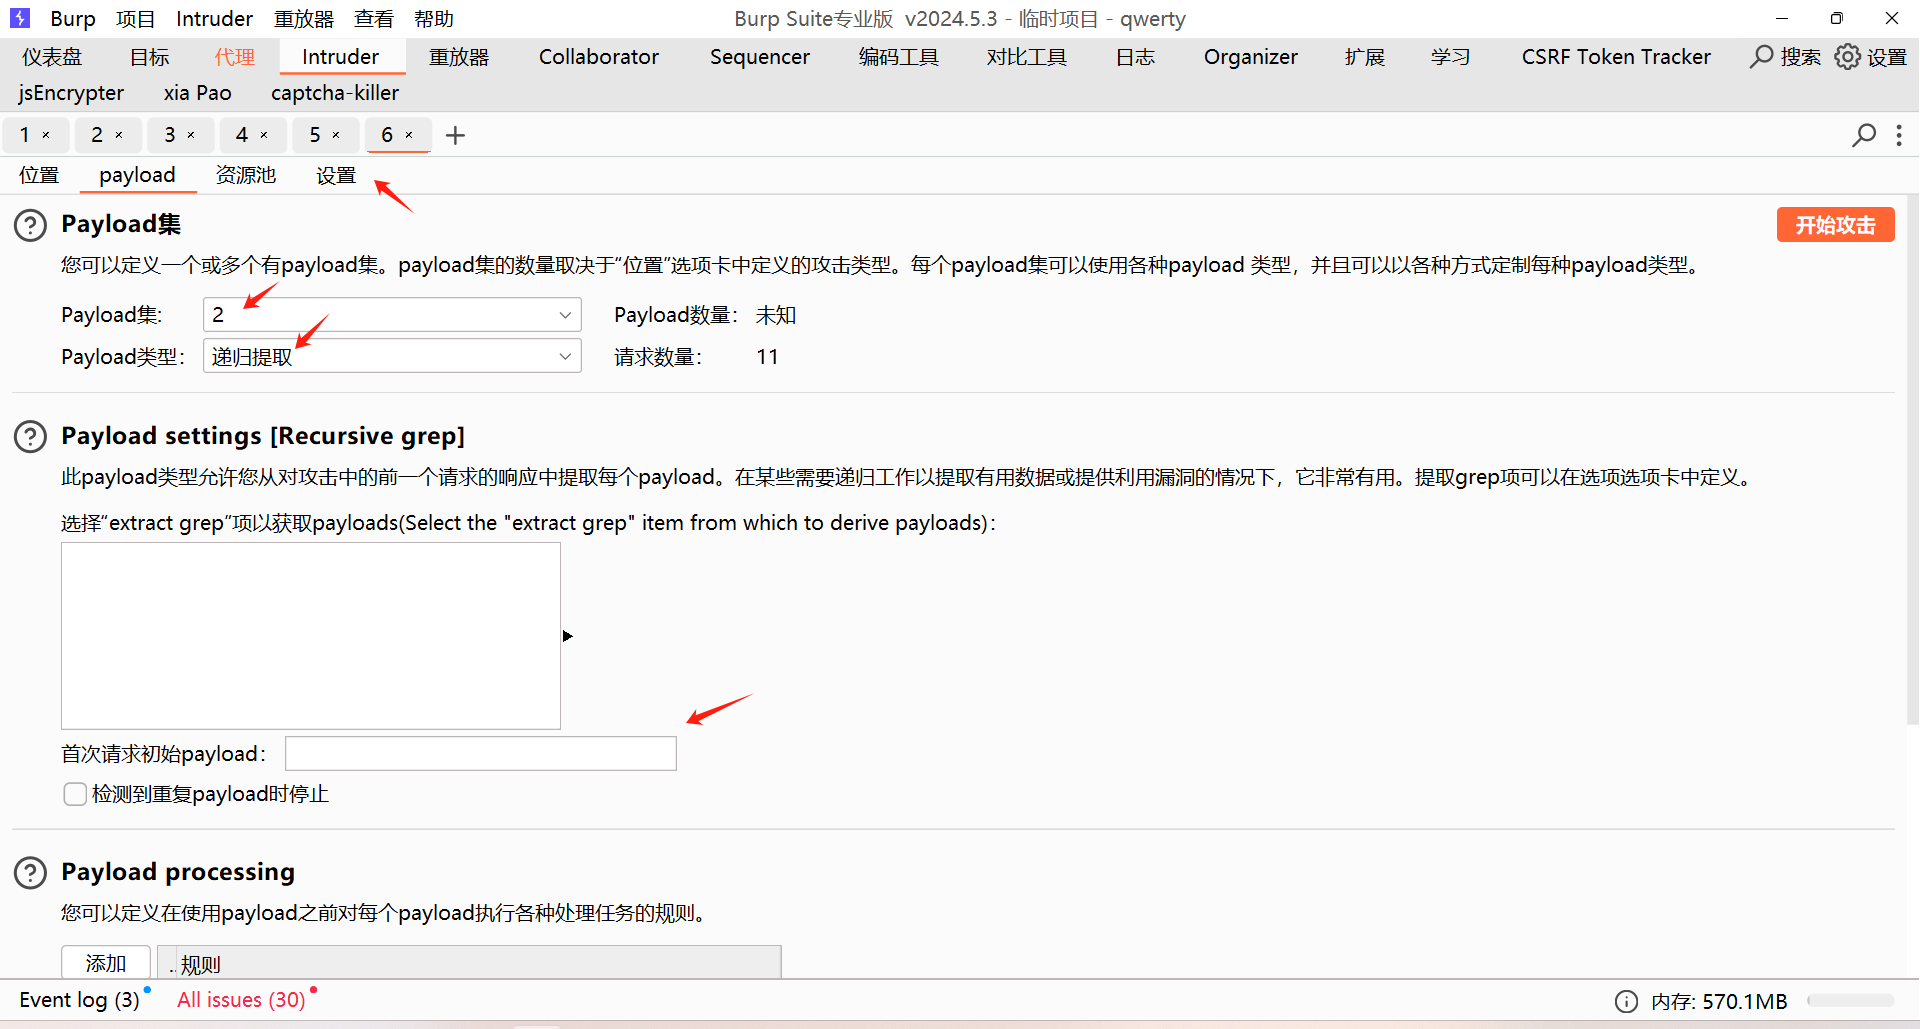 Burp 项目 Intruder 重放器 查看 帮助 Burp Suite专业版 v2024.5.3 - 临时项目 - qwerty
仪表盘 目标 代理 Intruder 重放器 Collaborator Sequencer 编码工具 对比工具 日志 Organizer 扩展 学习 CSRF Token Tracker 搜索 设置
jsEncrypter xia Pao captcha-killer
1 × 2 × 3 × 4 × 5 × 6 × +
位置 payload 资源池 设置
? Payload集 开始攻击
您可以定义一个或多个有payload集。payload集的数量取决于“位置”选项卡中定义的攻击类型。每个payload集可以使用各种payload 类型，并且可以以各种方式定制每种payload类型。
Payload集: 2 Payload数量： 未知
Payload类型： 递归提取 请求数量： 11
? Payload settings [Recursive grep]
此payload类型允许您从对攻击中的前一个请求的响应中提取每个payload。在某些需要递归工作以提取有用数据或提供利用漏洞的情况下，它非常有用。提取grep项可以在选项选项卡中定义。
选择“extract grep”项以获取payloads(Select the "extract grep" item from which to derive payloads)：
首次请求初始payload：
检测到重复payload时停止
? Payload processing
您可以定义在使用payload之前对每个payload执行各种处理任务的规则。
添加 .. 规则
Event log (3) All issues (30) 内存: 570.1MB